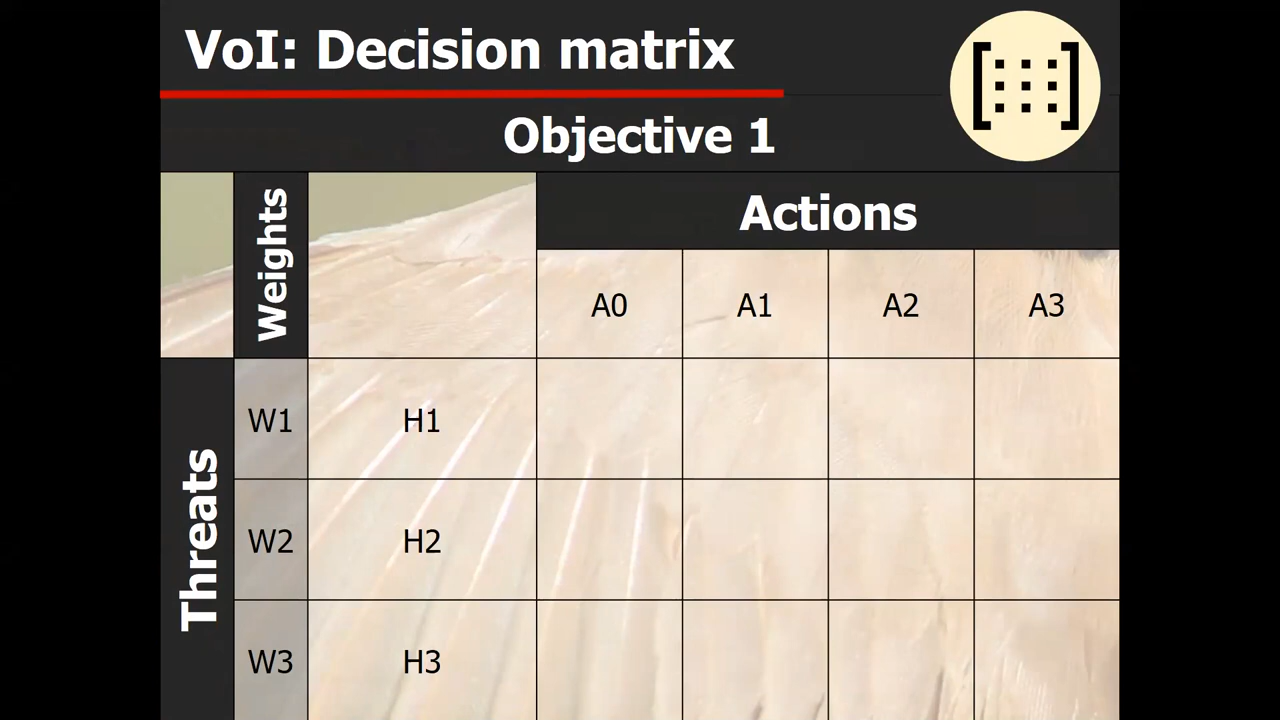 VoI: Decision matrix
Objective 1
Weights
Actions
A0 A1 A2 A3
Threats
W1 H1
W2 H2
W3 H3